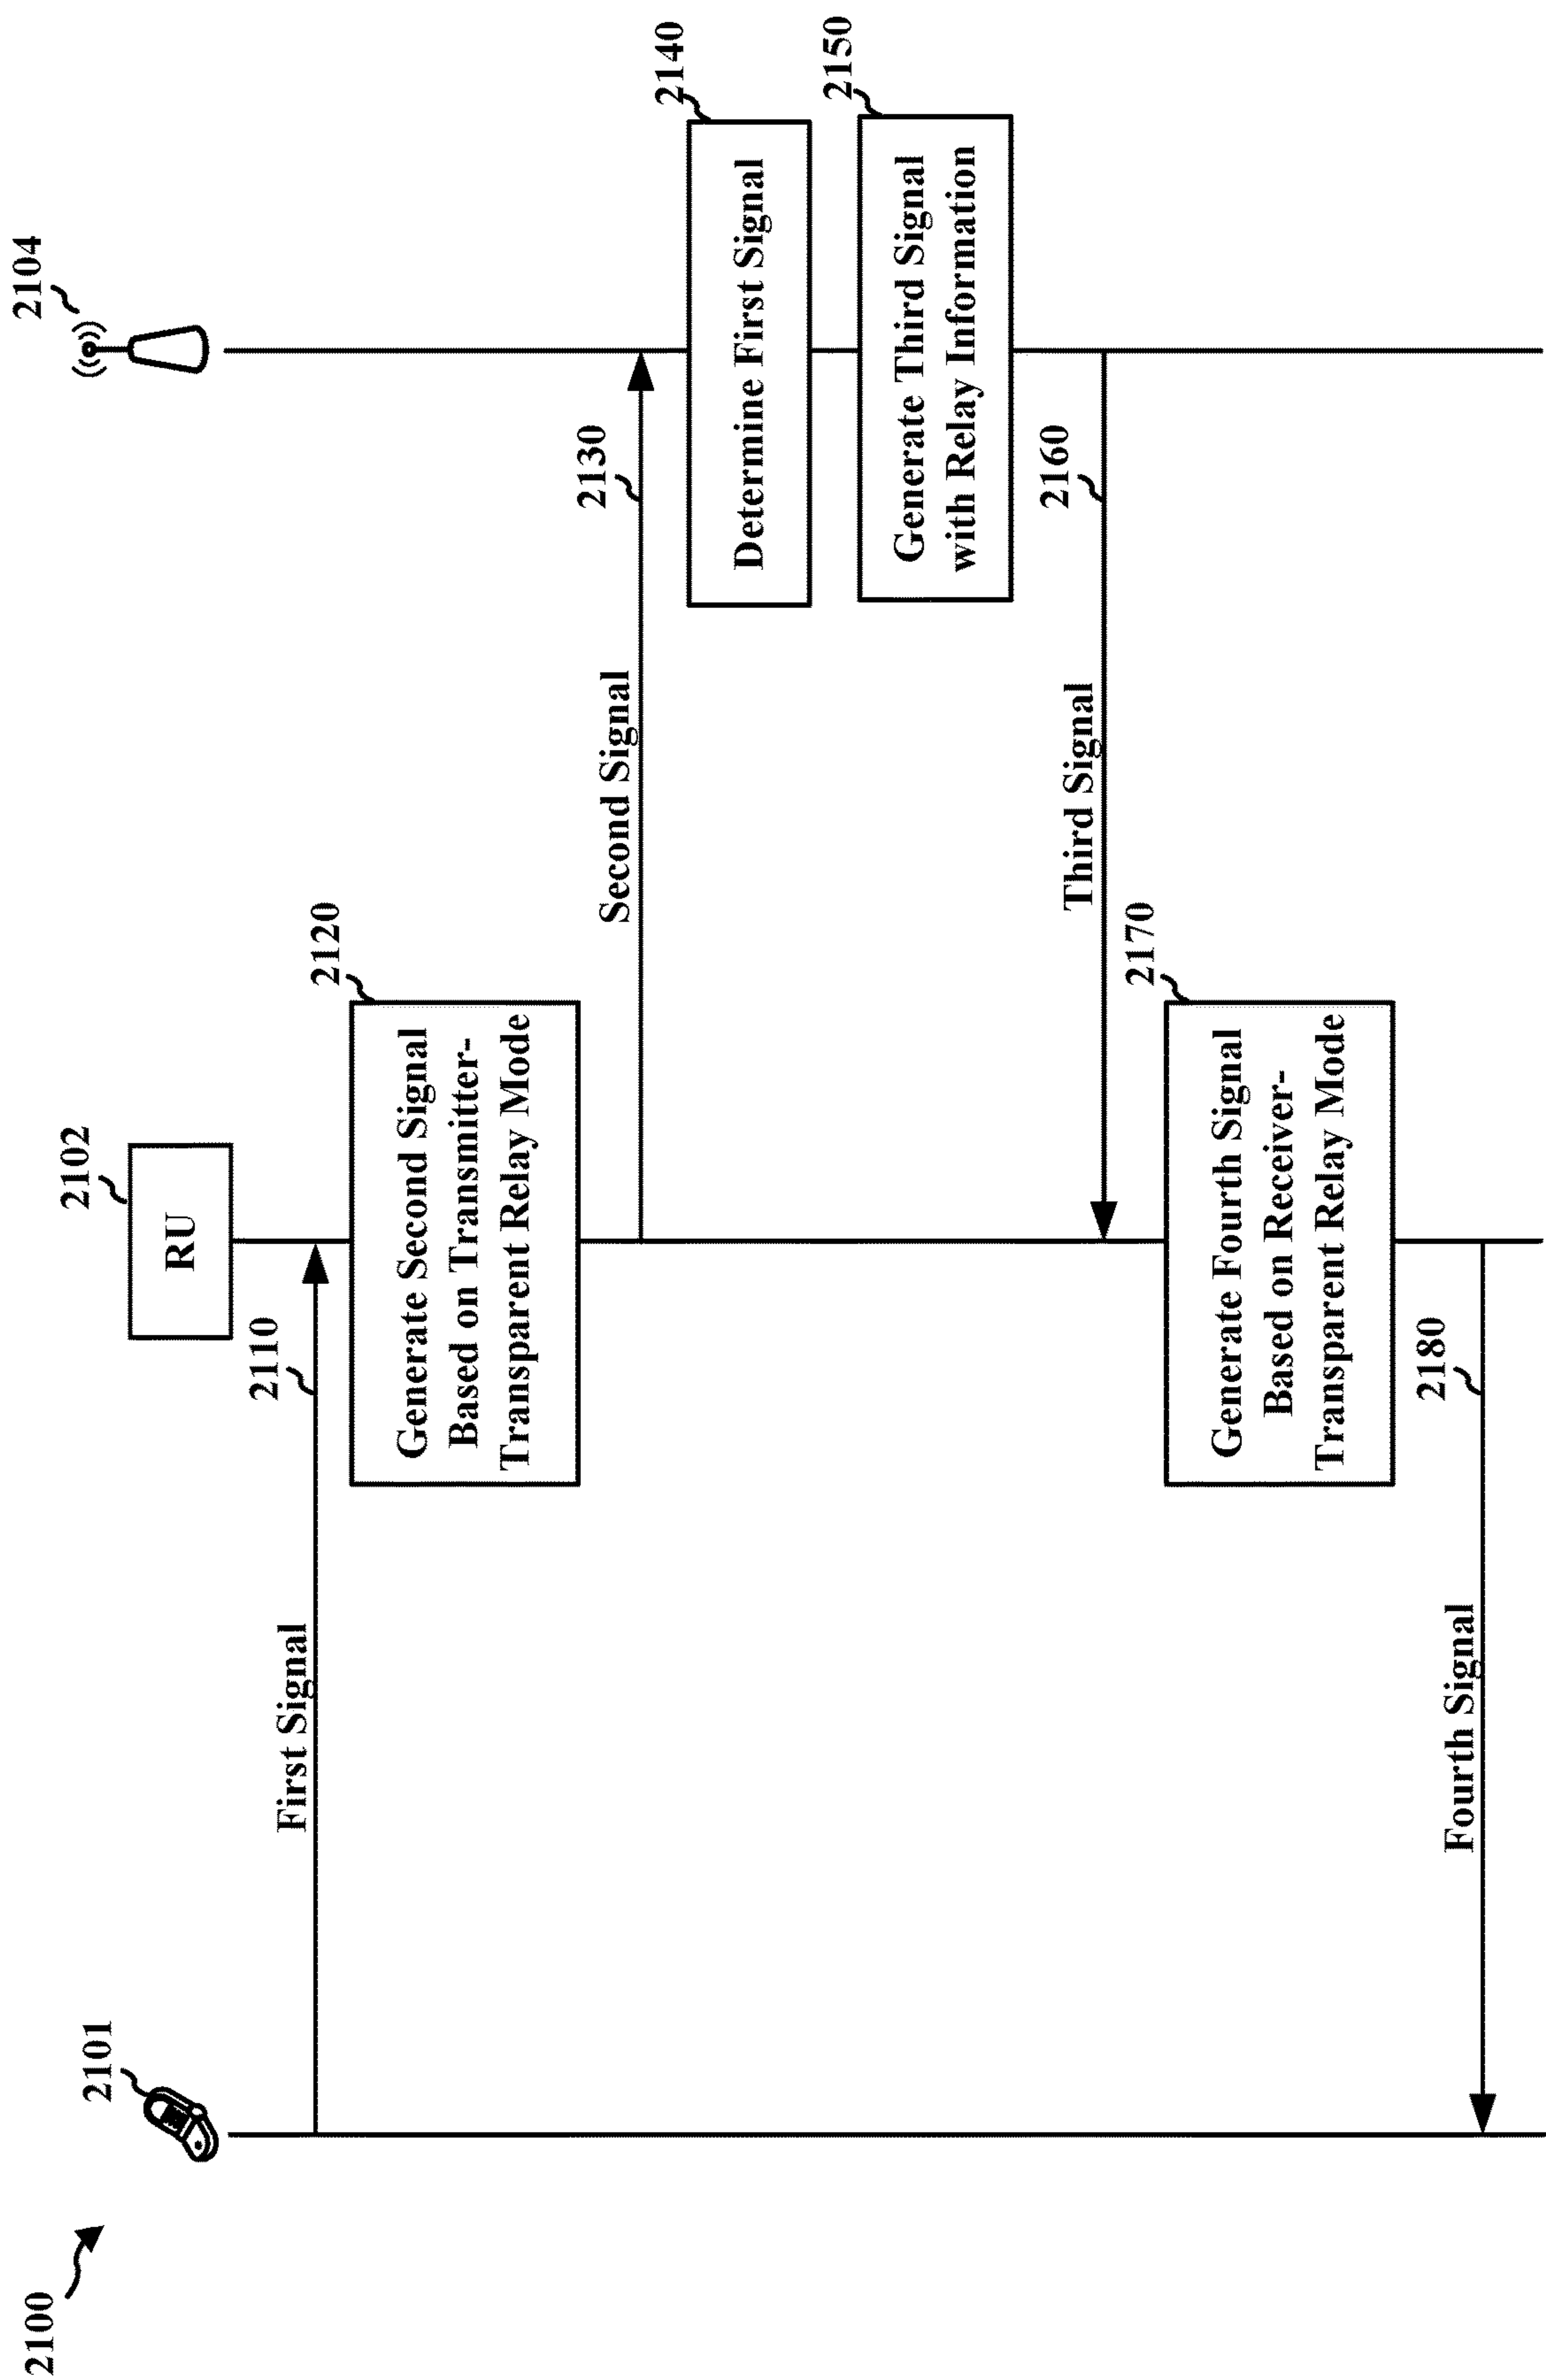 2100
2101
2102
RU
2104
2110
First Signal
2120
Generate Second Signal
Based on Transmitter-
Transparent Relay Mode
2130
Second Signal
2140
Determine First Signal
2150
Generate Third Signal
with Relay Information
2160
Third Signal
2170
Generate Fourth Signal
Based on Receiver-
Transparent Relay Mode
2180
Fourth Signal